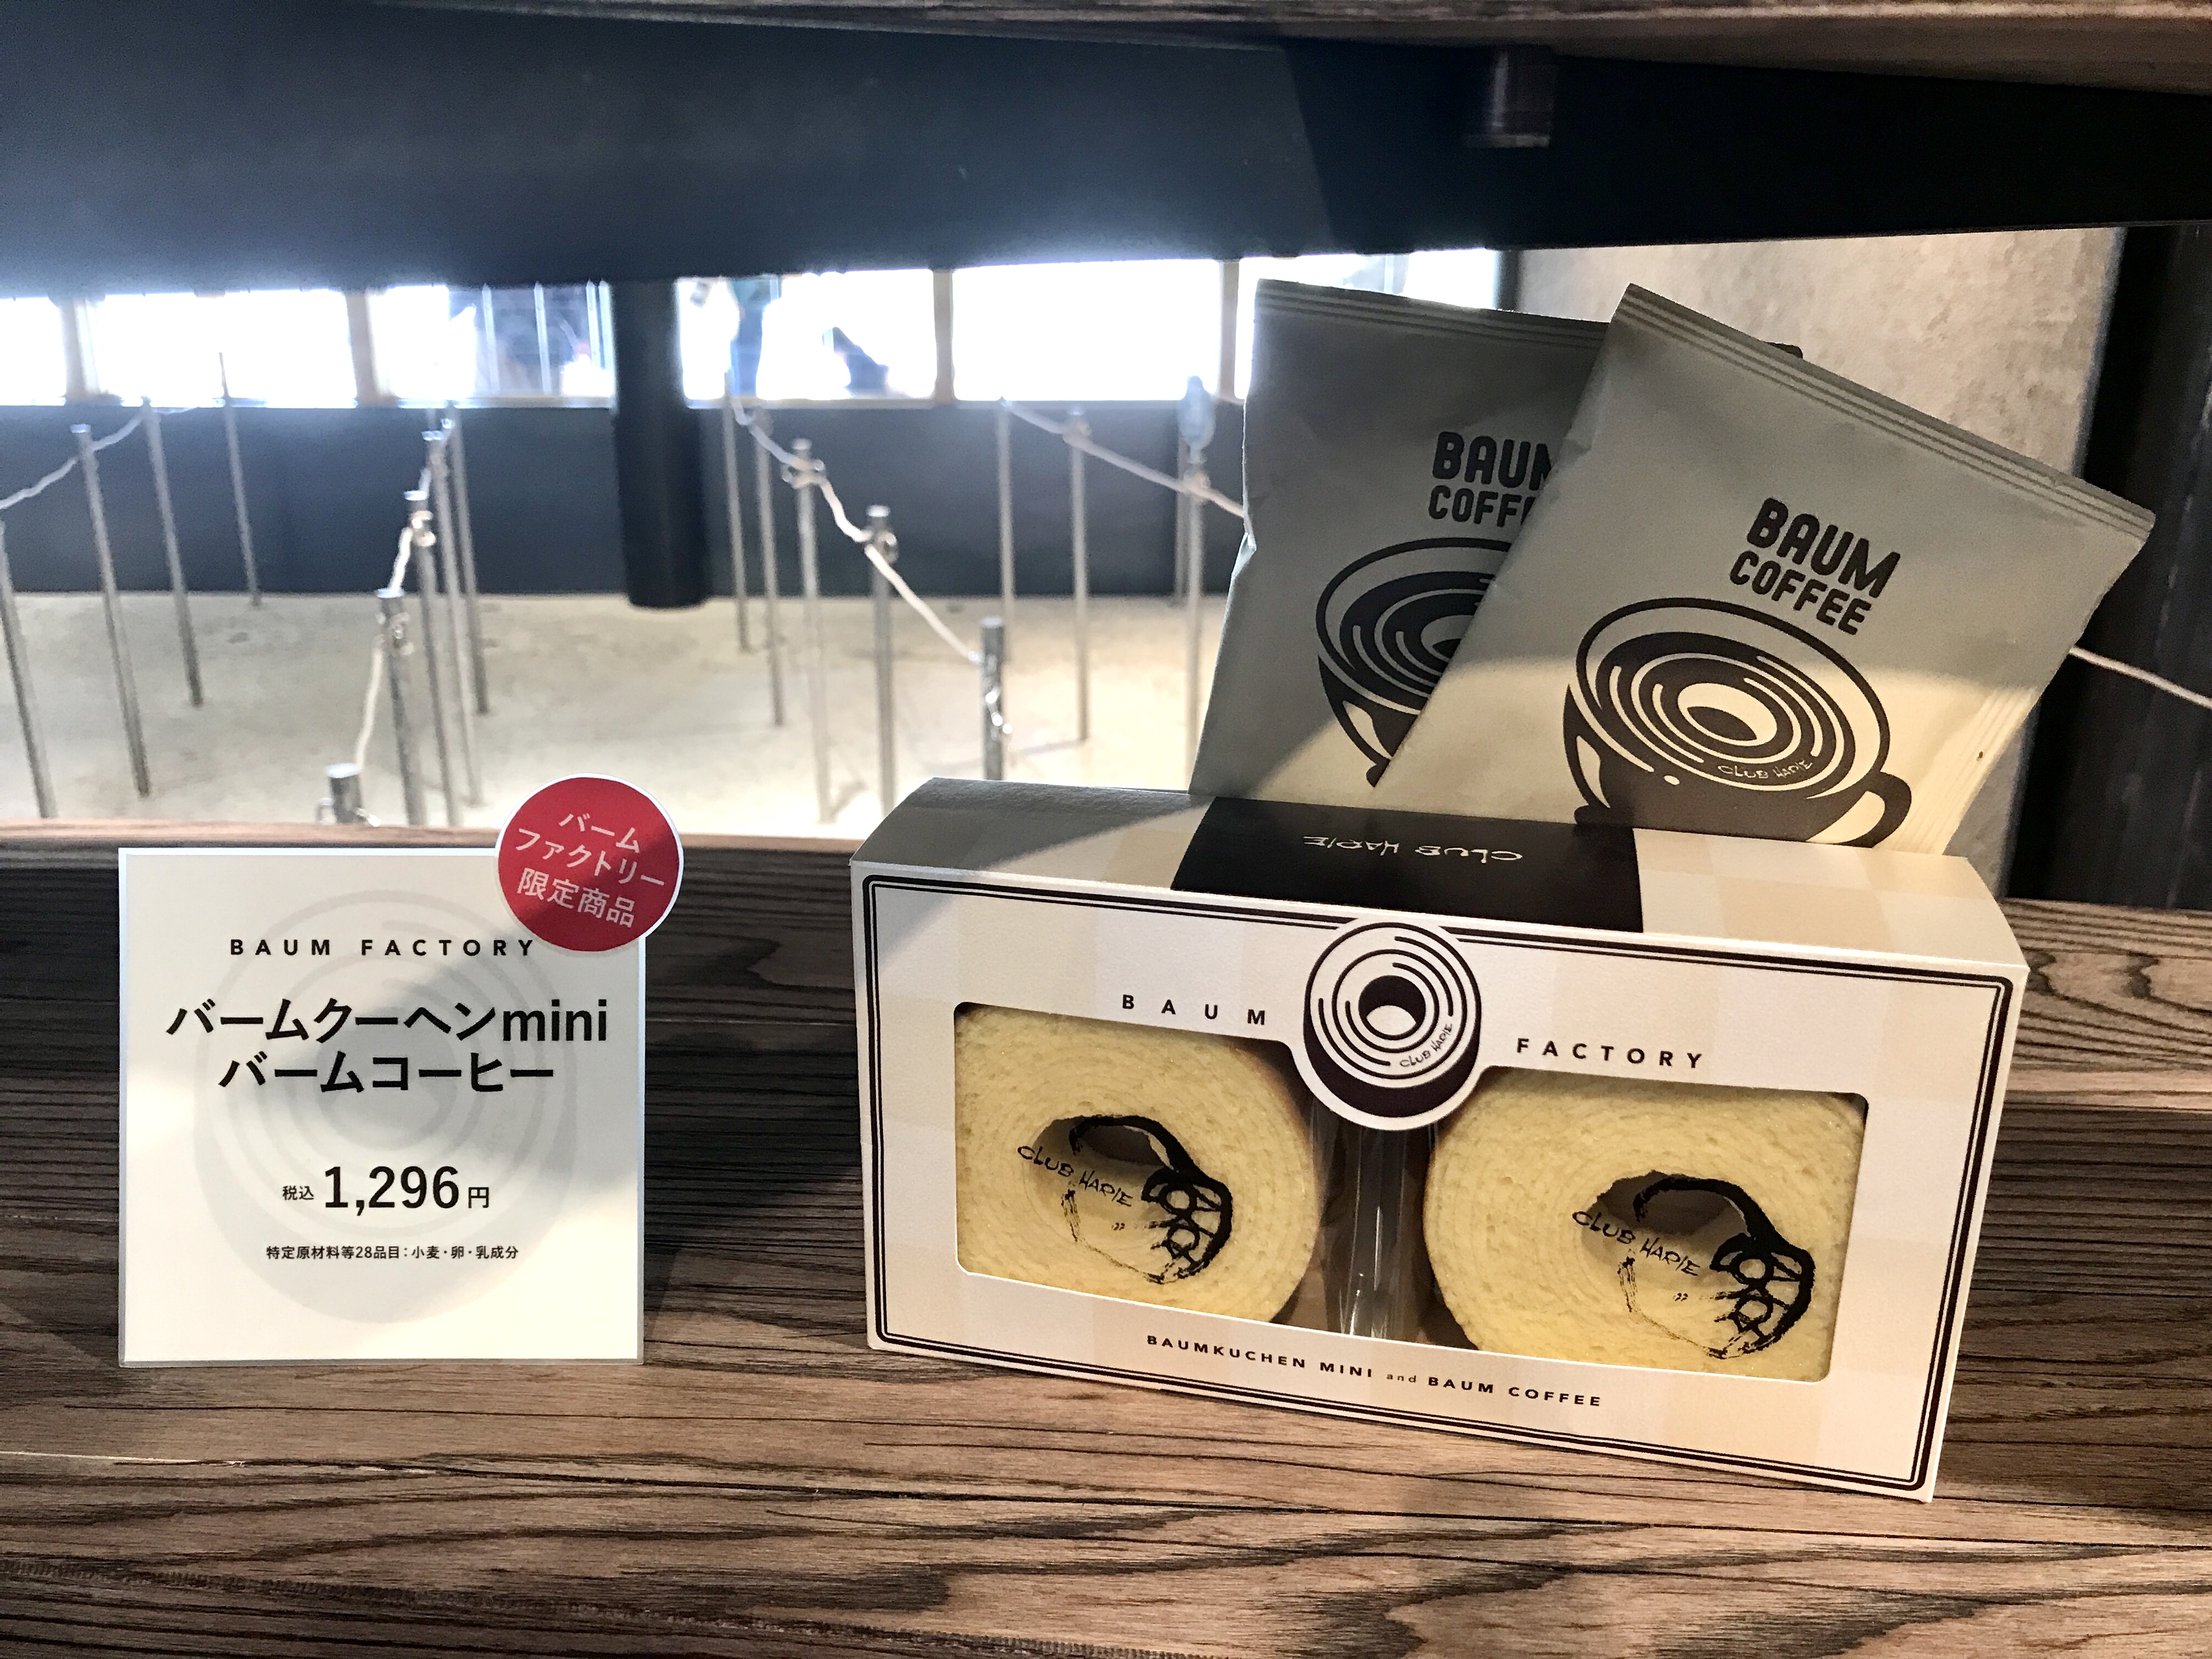 バーム
ファクトリー
限定商品
BAUM FACTORY
バームクーヘンmini
バームコーヒー
税込 1,296 円
特定原材料等28品目：小麦・卵・乳成分
BAUM
COFFEE
BAUM
COFFEE
CLUB HARIE
CLUB HARIE
BAUM FACTORY
CLUB HARIE
CLUB HARIE
CLUB HARIE
BAUMKUCHEN MINI and BAUM COFFEE